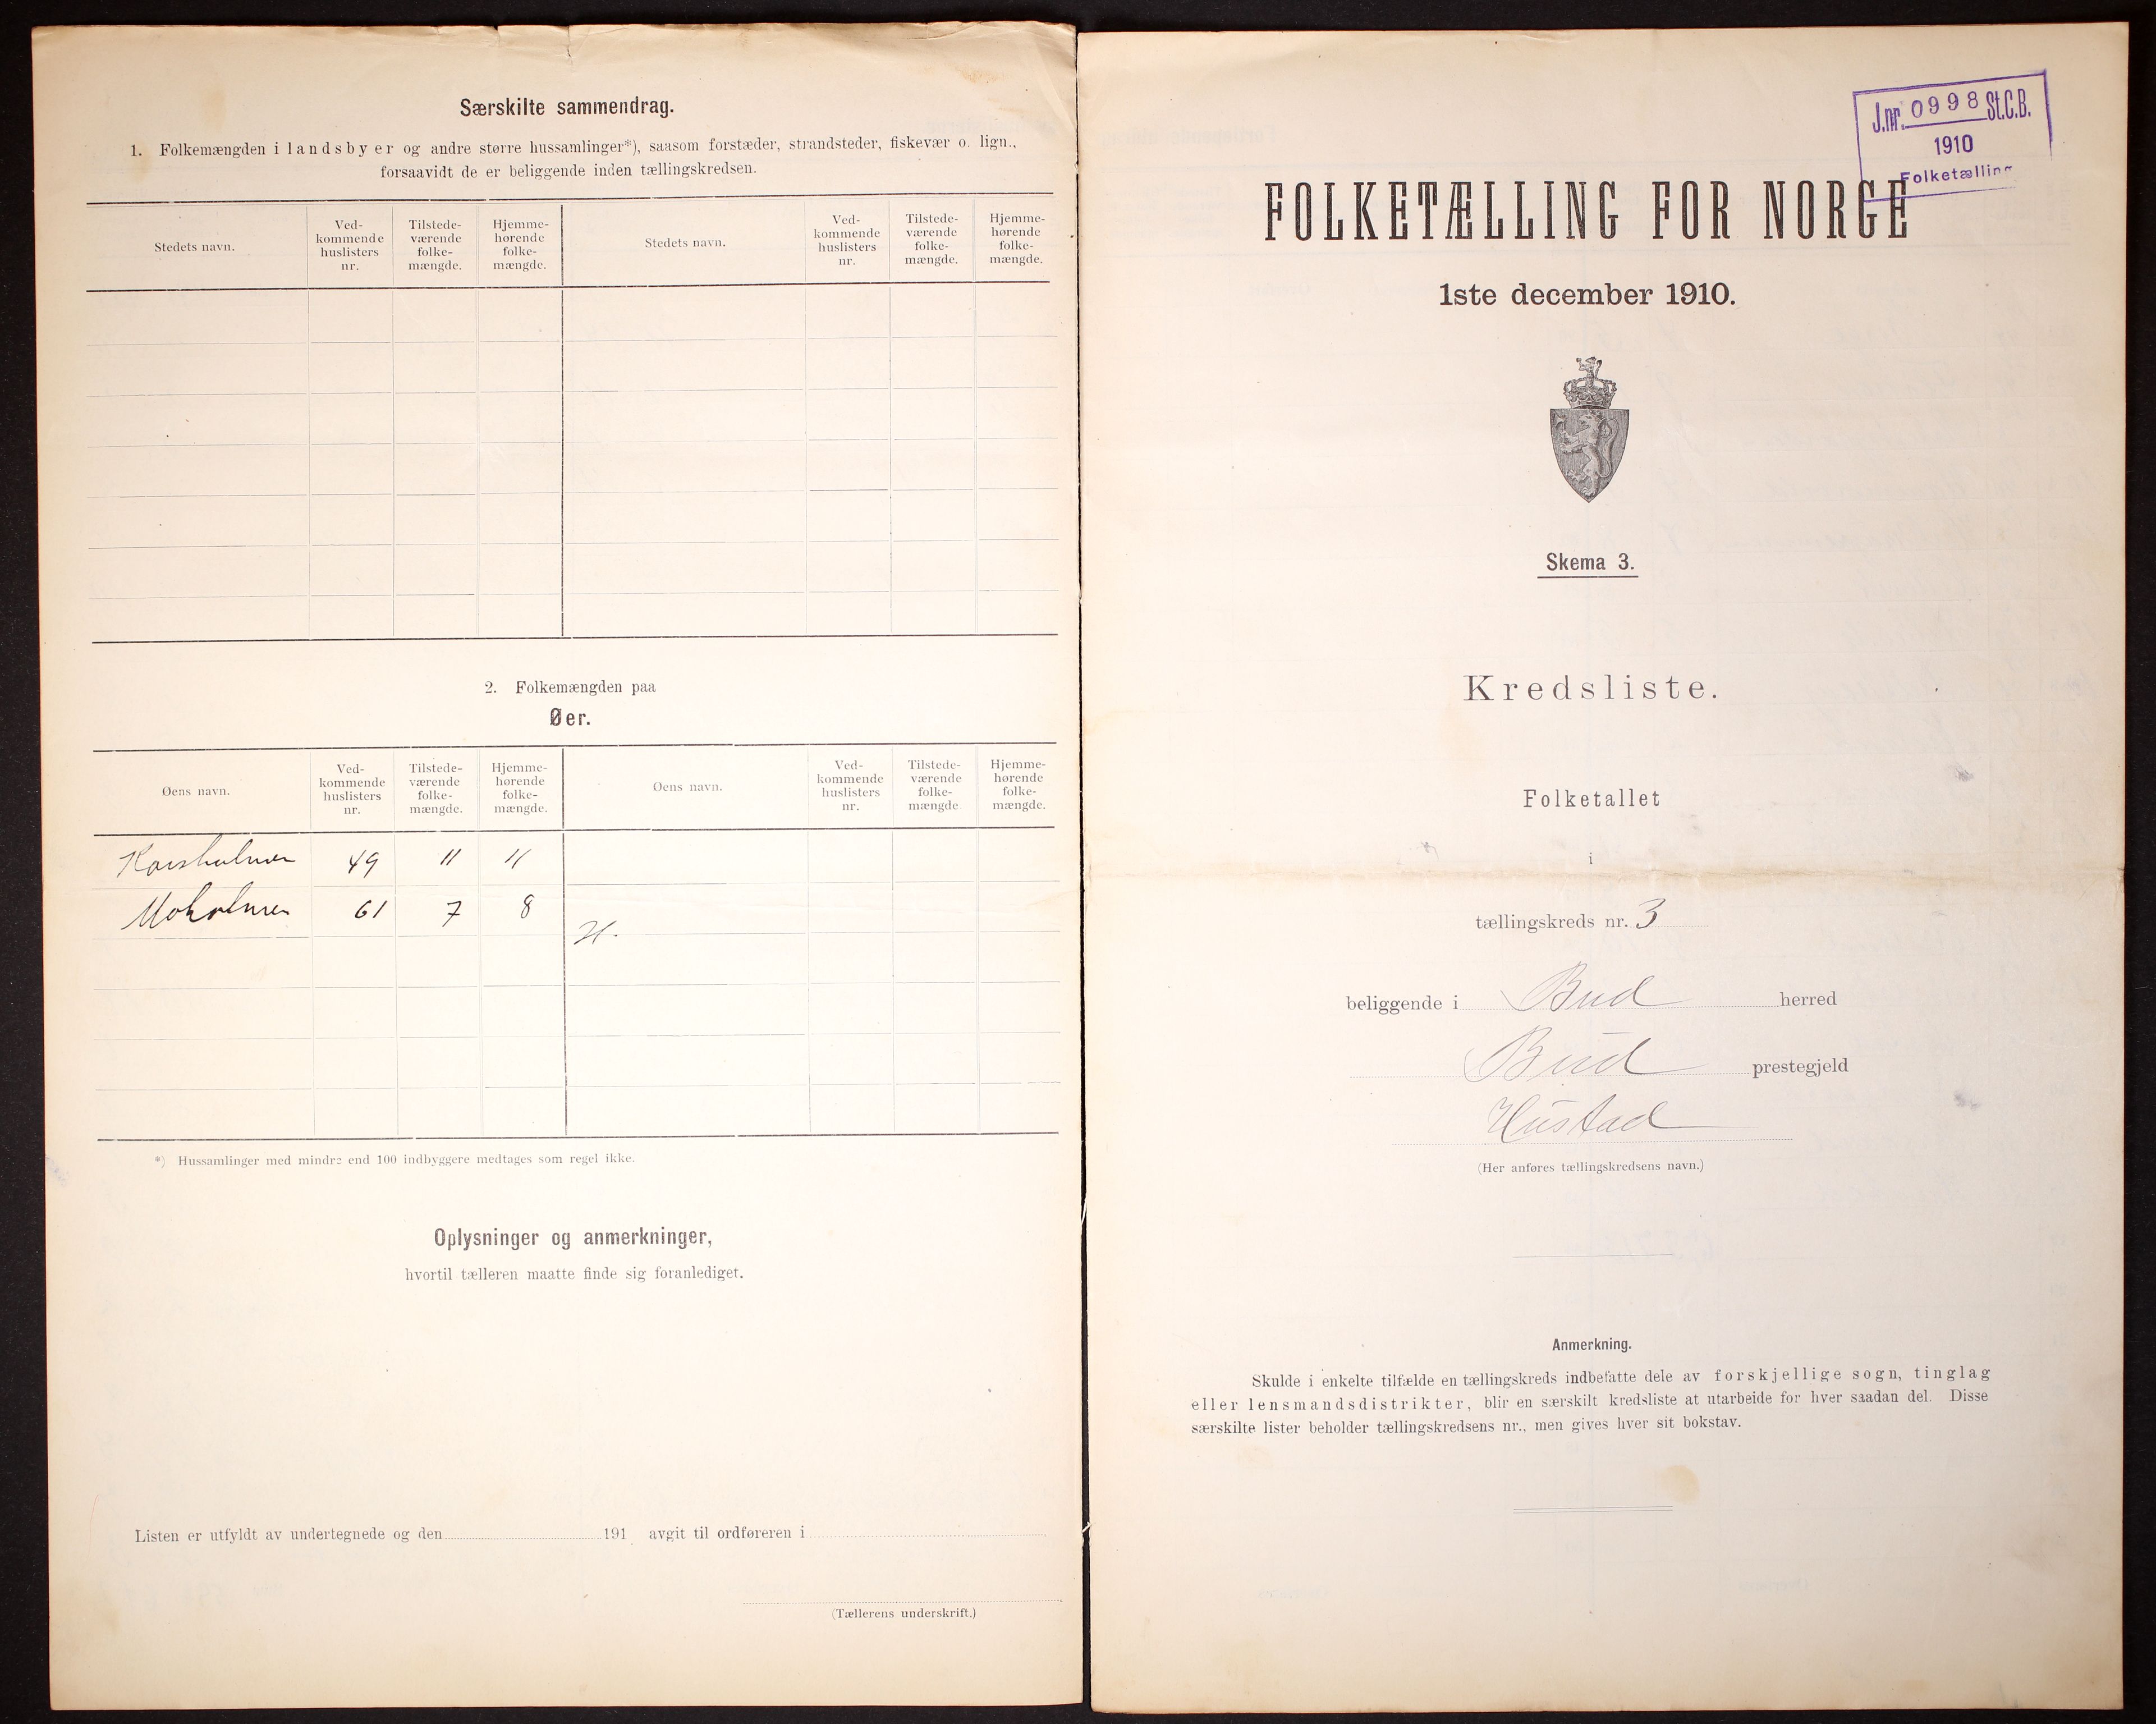 Særskilte sammendrag.
1. Folkemængden i landsbyer og andre større hussamlinger*), saasom forstæder, strandsteder, fiskevær o. lign.,
forsaavidt de er beliggende inden tællingskredsen.
Stedets navn.
Ved-
kommende
huslisters
nr.
Tilstede-
værende
folke-
mængde.
Hjemme-
hørende
folke-
mængde.
Stedets navn.
Ved-
kommende
huslisters
nr.
Tilstede-
værende
folke-
mængde.
Hjemme-
hørende
folke-
mængde.
2. Folkemængden paa
Øer.
Øens navn.
Ved-
kommende
huslisters
nr.
Tilstede-
værende
folke-
mængde.
Hjemme-
hørende
folke-
mængde.
Øens navn.
Ved-
kommende
huslisters
nr.
Tilstede-
værende
folke-
mængde
Hjemme-
hørende
folke-
mængde.
49 11 11
61 7 8
*) Hussamlinger med mindre end 100 indbyggere medtages som regel ikke.
Oplysninger og anmerkninger,
hvortil tælleren maatte finde sig foranlediget.
Listen er utfyldt av undertegnede og den 191 avgit til ordføreren i
(Tællerens underskrift.)
J.nr. 0998 St.C.B.
1910
Folketælling
FOLKETÆLLING FOR NORGE
1ste december 1910.
Skema 3.
Kredsliste.
Folketallet
i
tællingskreds nr. 3
beliggende i Bud herred
Bud prestegjeld
Hustad
(Her anføres tællingskredsens navn.)
Anmerkning.
Skulde i enkelte tilfælde en tællingskreds indbefatte dele av forskjellige sogn, tinglag
eller lensmandsdistrikter, blir en særskilt kredsliste at utarbeide for hver saadan del. Disse
særskilte lister beholder tællingskredsens nr., men gives hver sit bokstav.